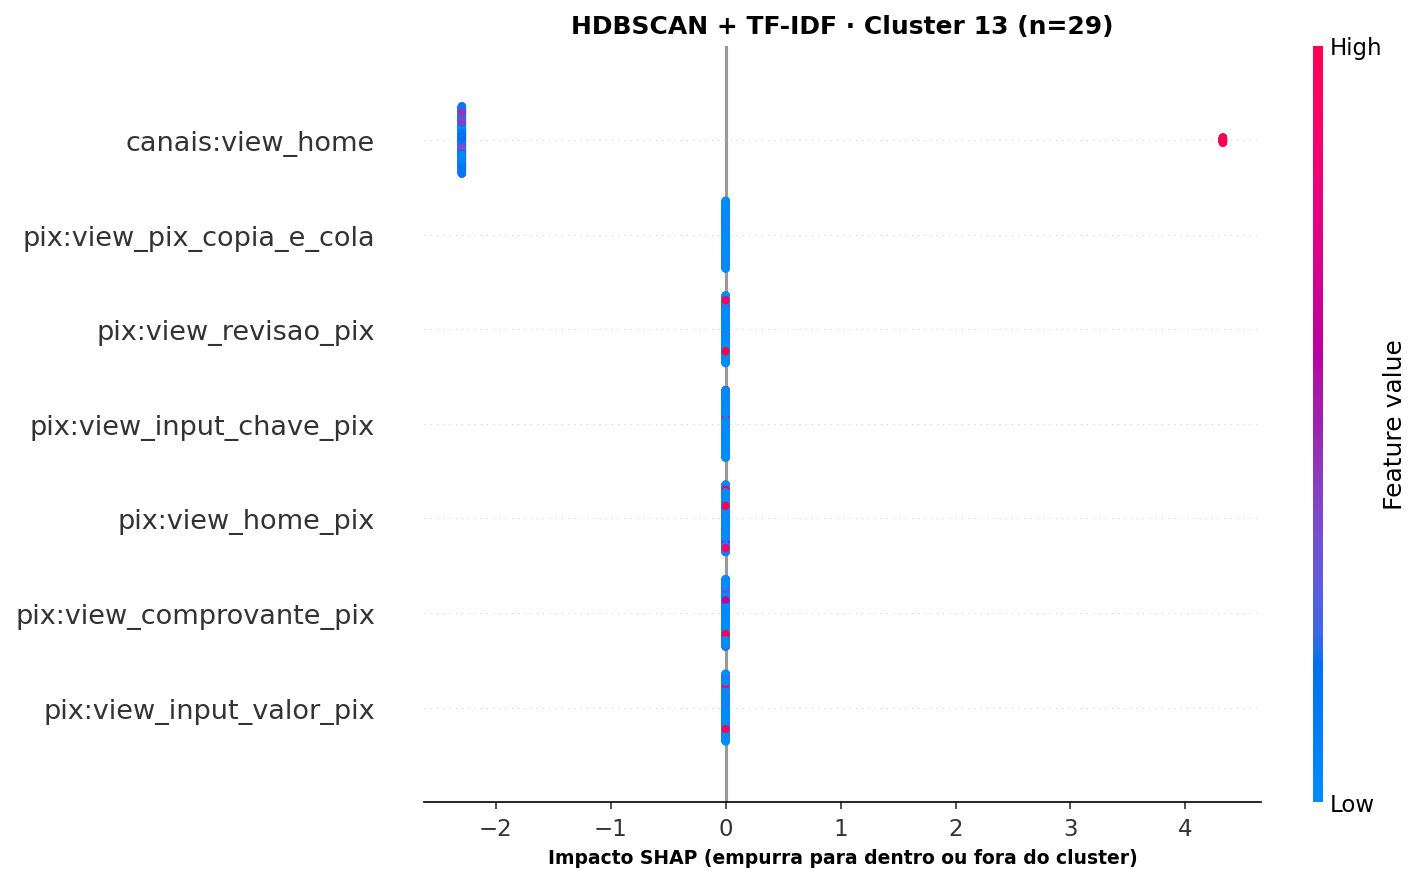 HDBSCAN + TF-IDF · Cluster 13 (n=29)
High
canais:view_home
pix:view_pix_copia_e_cola
pix:view_revisao_pix
pix:view_input_chave_pix
pix:view_home_pix
pix:view_comprovante_pix
pix:view_input_valor_pix
Feature value
Low
−2 −1 0 1 2 3 4
Impacto SHAP (empurra para dentro ou fora do cluster)